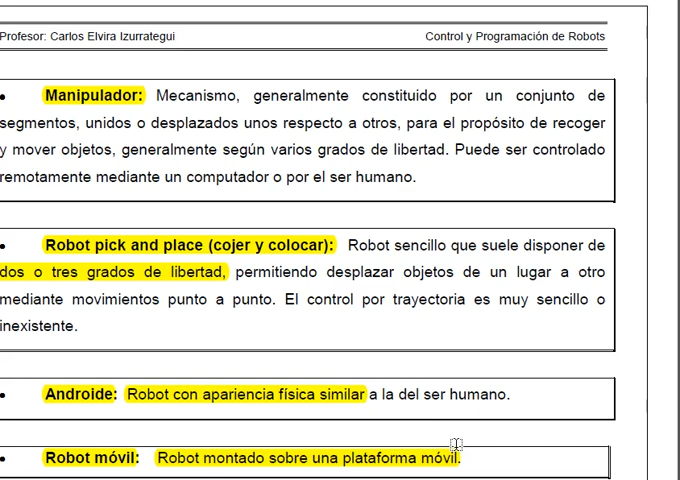 Profesor: Carlos Elvira Izurrategui
Control y Programación de Robots
• Manipulador: Mecanismo, generalmente constituido por un conjunto de
segmentos, unidos o desplazados unos respecto a otros, para el propósito de recoger
y mover objetos, generalmente según varios grados de libertad. Puede ser controlado
remotamente mediante un computador o por el ser humano.
• Robot pick and place (cojer y colocar): Robot sencillo que suele disponer de
dos o tres grados de libertad, permitiendo desplazar objetos de un lugar a otro
mediante movimientos punto a punto. El control por trayectoria es muy sencillo o
inexistente.
• Androide: Robot con apariencia física similar a la del ser humano.
• Robot móvil: Robot montado sobre una plataforma móvil.